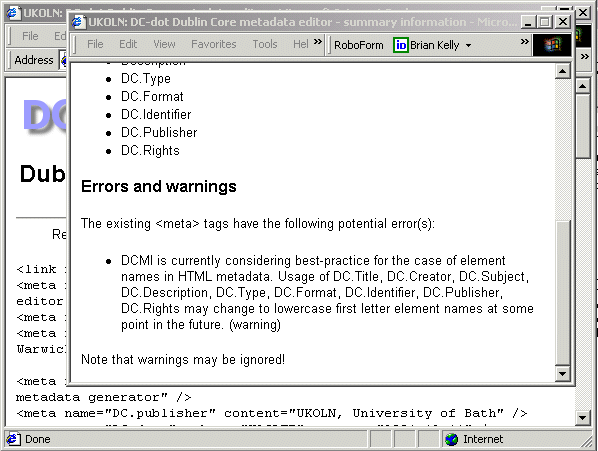 UKOLN:
UKOLN: DC-dot Dublin Core metadata editor - summary information - Micro...
File
File Edit View Favorites Tools Hel » RoboForm iD Brian Kelly »
Address
DC
Dub
Description
• DC.Type
• DC.Format
• DC.Identifier
• DC.Publisher
• DC.Rights
Errors and warnings
The existing <meta> tags have the following potential error(s):
• DCMI is currently considering best-practice for the case of element
names in HTML metadata. Usage of DC.Title, DC.Creator, DC.Subject,
DC.Description, DC.Type, DC.Format, DC.Identifier, DC.Publisher,
DC.Rights may change to lowercase first letter element names at some
point in the future. (warning)
Note that warnings may be ignored!
Re
<link
<meta
editor
<meta
<meta
Warwic
<meta
metadata generator" />
<meta name="DC.publisher" content="UKOLN, University of Bath" />
Done
Internet